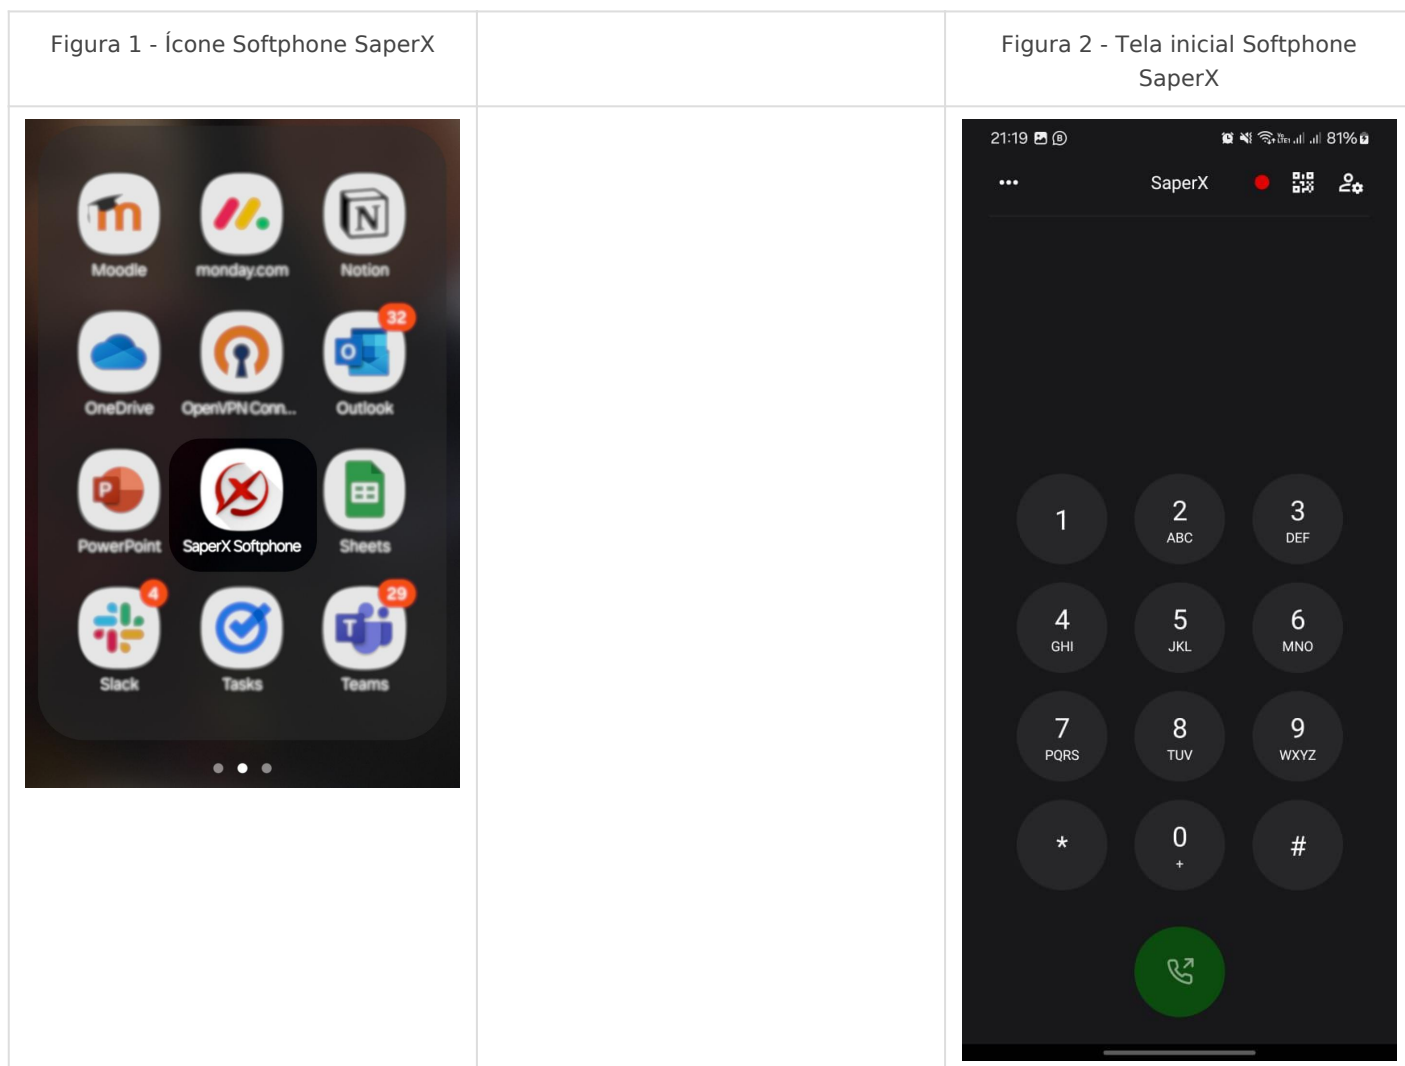 Figura 1 - Ícone Softphone SaperX
Figura 2 - Tela inicial Softphone
SaperX
Moodle
monday.com
Notion
32
OneDrive
OpenVPN Conn...
Outlook
PowerPoint
SaperX Softphone
Sheets
4
29
Slack
Tasks
Teams
21:19
81%
SaperX
1
2
3
ABC
DEF
4
5
6
GHI
JKL
MNO
7
8
9
PQRS
TUV
WXYZ
*
0
#
+